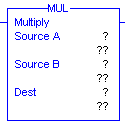 MUL
Multiply
Source A ?
??
Source B ?
??
Dest ?
??